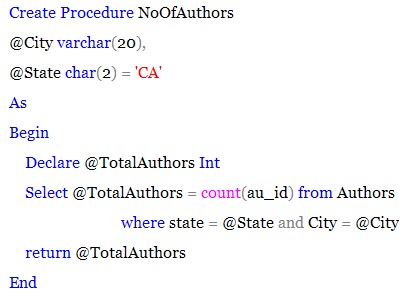 Create Procedure NoOfAuthors
@City varchar(20),
@State char(2) = 'CA'
As
Begin
Declare @TotalAuthors Int
Select @TotalAuthors = count(au_id) from Authors
where state = @State and City = @City
return @TotalAuthors
End